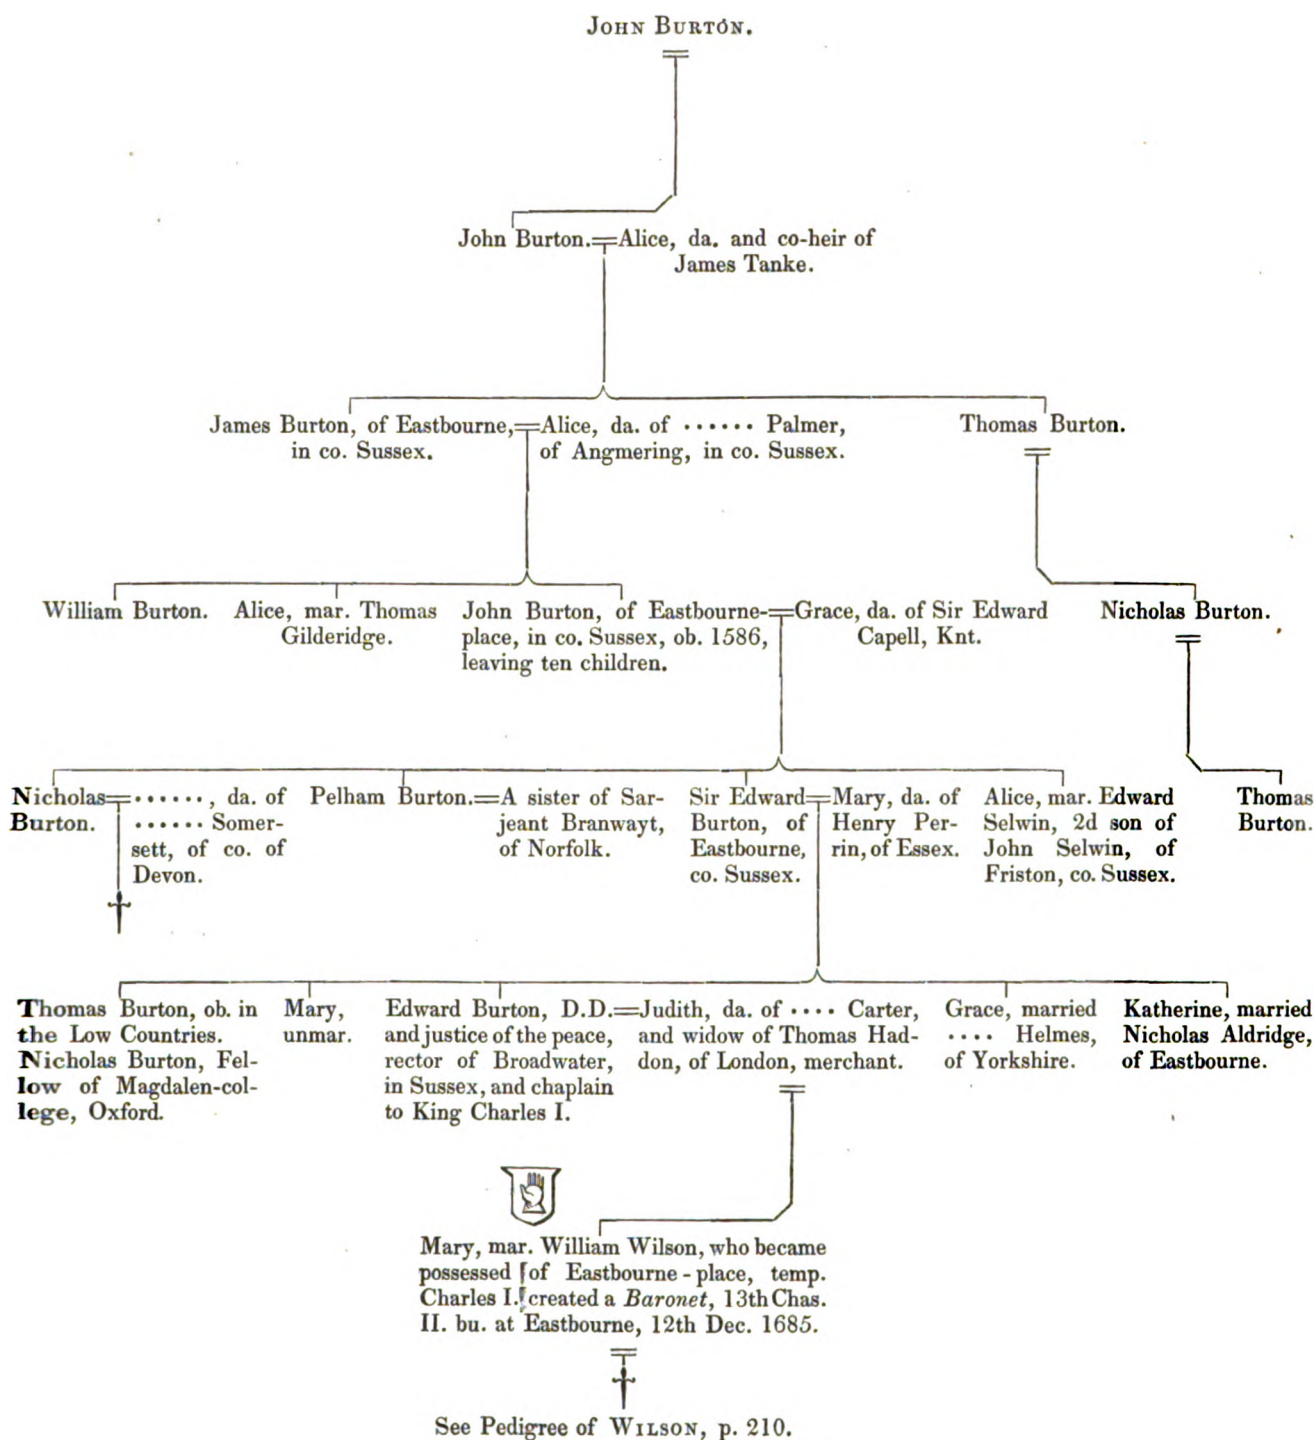 JOHN BURTON.
John Burton.=Alice, da. and co-heir of
James Tanke.
James Burton, of Eastbourne,=Alice, da. of ...... Palmer,
in co. Sussex.
of Angmering, in co. Sussex.
Thomas Burton.
William Burton.
Alice, mar. Thomas
Gilderidge.
John Burton, of Eastbourne-=Grace, da. of Sir Edward
place, in co. Sussex, ob. 1586,
leaving ten children.
Capell, Knt.
Nicholas Burton.
Nicholas=......, da. of
Burton.
...... Somer-
sett, of co. of
Devon.
Pelham Burton.=A sister of Sar-
jeant Branwayt,
of Norfolk.
Sir Edward=Mary, da. of
Burton, of
Eastbourne,
co. Sussex.
Henry Per-
rin, of Essex.
Alice, mar. Edward
Selwin, 2d son of
John Selwin, of
Friston, co. Sussex.
Thomas
Burton.
Thomas Burton, ob. in
the Low Countries.
Nicholas Burton, Fel-
low of Magdalen-col-
lege, Oxford.
Mary,
unmar.
Edward Burton, D.D.=Judith, da. of .... Carter,
and justice of the peace,
rector of Broadwater,
in Sussex, and chaplain
to King Charles I.
and widow of Thomas Had-
don, of London, merchant.
Grace, married
.... Helmes,
of Yorkshire.
Katherine, married
Nicholas Aldridge,
of Eastbourne.
Mary, mar. William Wilson, who became
possessed of Eastbourne-place, temp.
Charles I. created a Baronet, 13th Chas.
II. bu. at Eastbourne, 12th Dec. 1685.
See Pedigree of WILSON, p. 210.